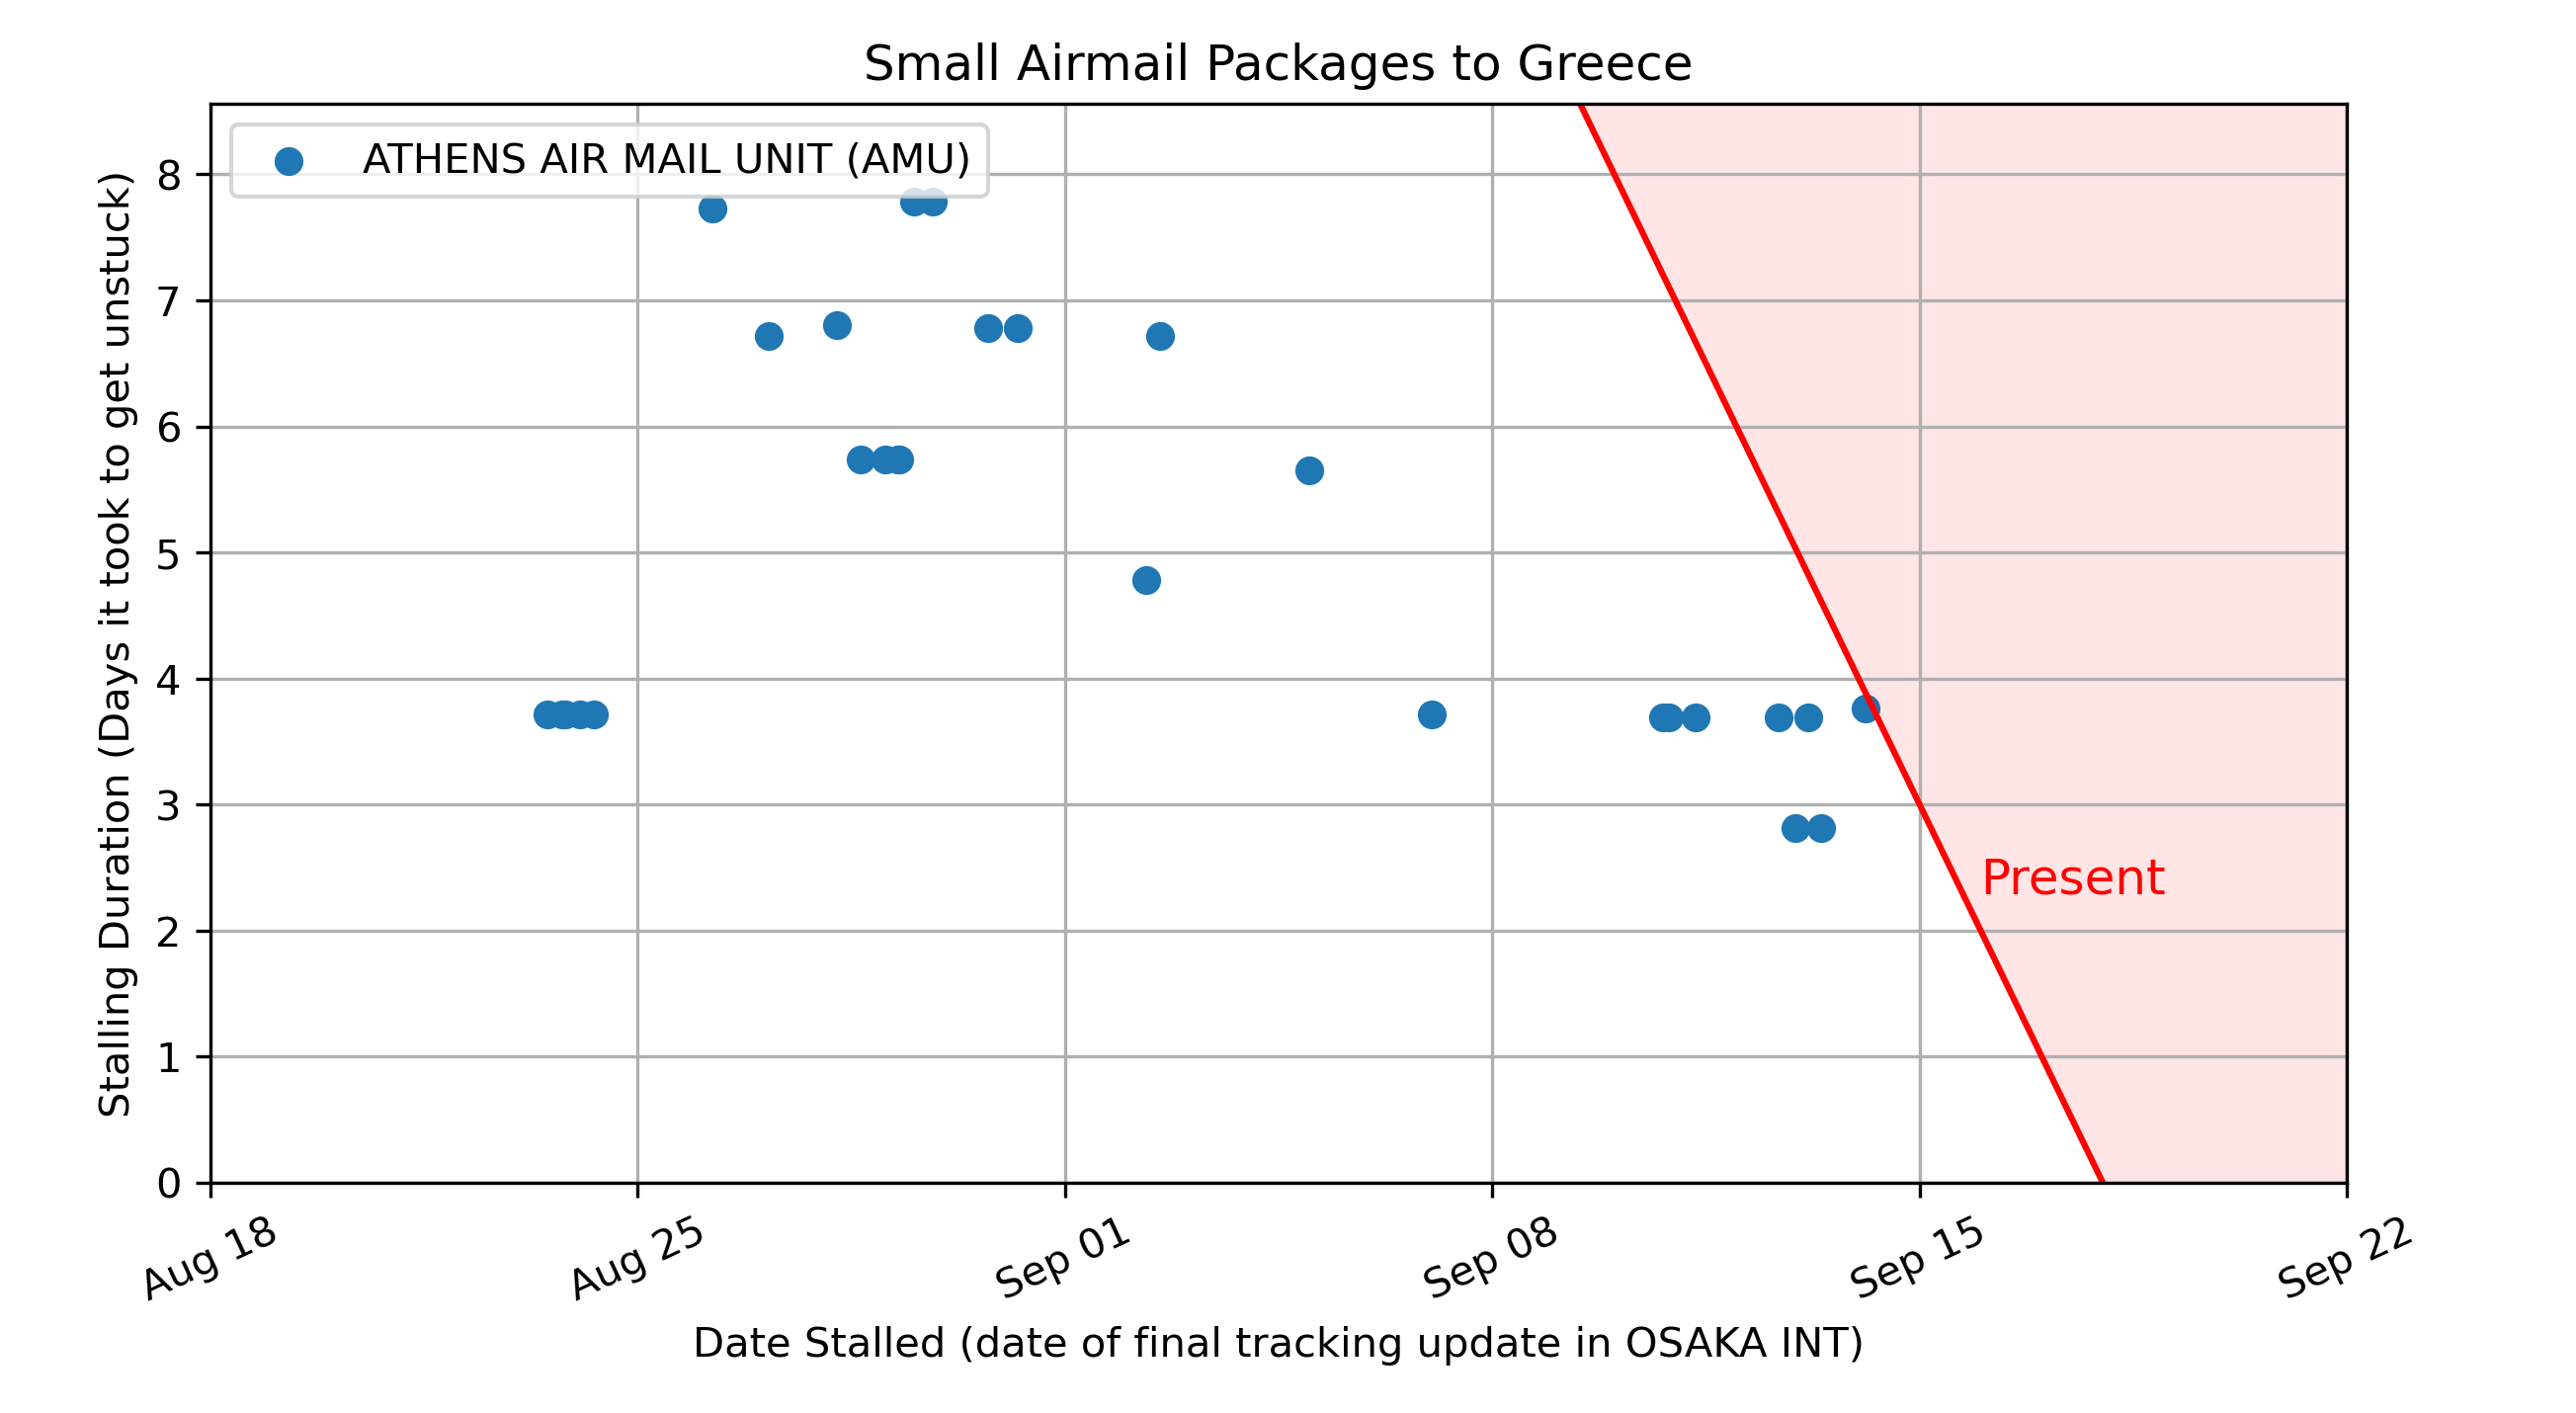 Small Airmail Packages to Greece
ATHENS AIR MAIL UNIT (AMU)
Stalling Duration (Days it took to get unstuck)
8
7
6
5
4
3
2
1
0
Present
Aug 18
Aug 25
Sep 01
Sep 08
Sep 15
Sep 22
Date Stalled (date of final tracking update in OSAKA INT)